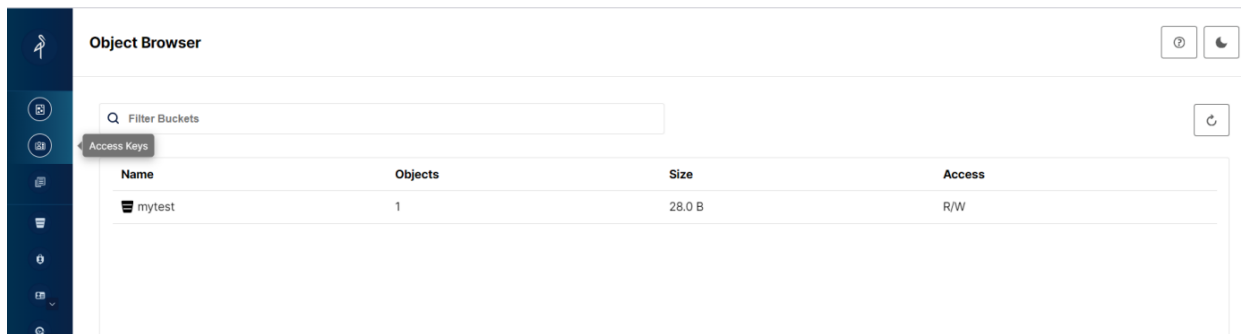 Object Browser
Filter Buckets
Access Keys
Name Objects Size Access
mytest 1 28.0 B R/W